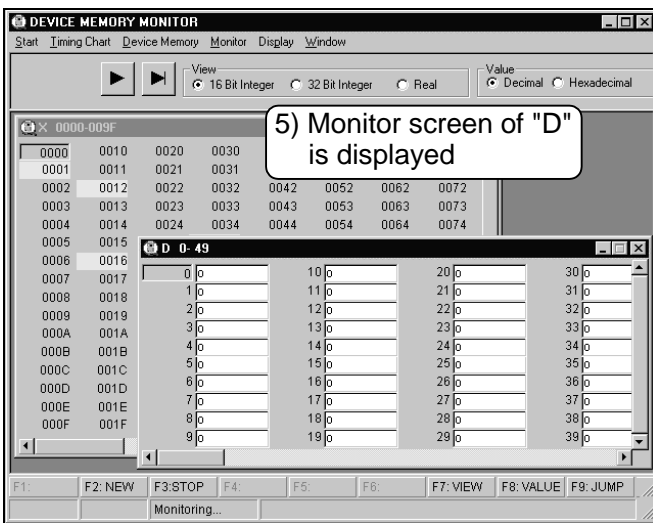 DEVICE MEMORY MONITOR
Start Timing Chart Device Memory Monitor Display Window
View Value
16 Bit Integer 32 Bit Integer Real Decimal Hexadecimal
5) Monitor screen of "D"
is displayed
X 0000-009F
0000 0010 0020 0030
0001 0011 0021 0031
0002 0012 0022 0032 0042 0052 0062 0072
0003 0013 0023 0033 0043 0053 0063 0073
0004 0014 0024 0034 0044 0054 0064 0074
0005 0015
0006 0016
0007 0017
0008 0018
0009 0019
000A 001A
000B 001B
000C 001C
000D 001D
000E 001E
000F 001F
D 0-49
0 0 10 0 20 0 30 0
1 0 11 0 21 0 31 0
2 0 12 0 22 0 32 0
3 0 13 0 23 0 33 0
4 0 14 0 24 0 34 0
5 0 15 0 25 0 35 0
6 0 16 0 26 0 36 0
7 0 17 0 27 0 37 0
8 0 18 0 28 0 38 0
9 0 19 0 29 0 39 0
F1: F2: NEW F3:STOP F4: F5: F6: F7: VIEW F8: VALUE F9: JUMP
Monitoring...